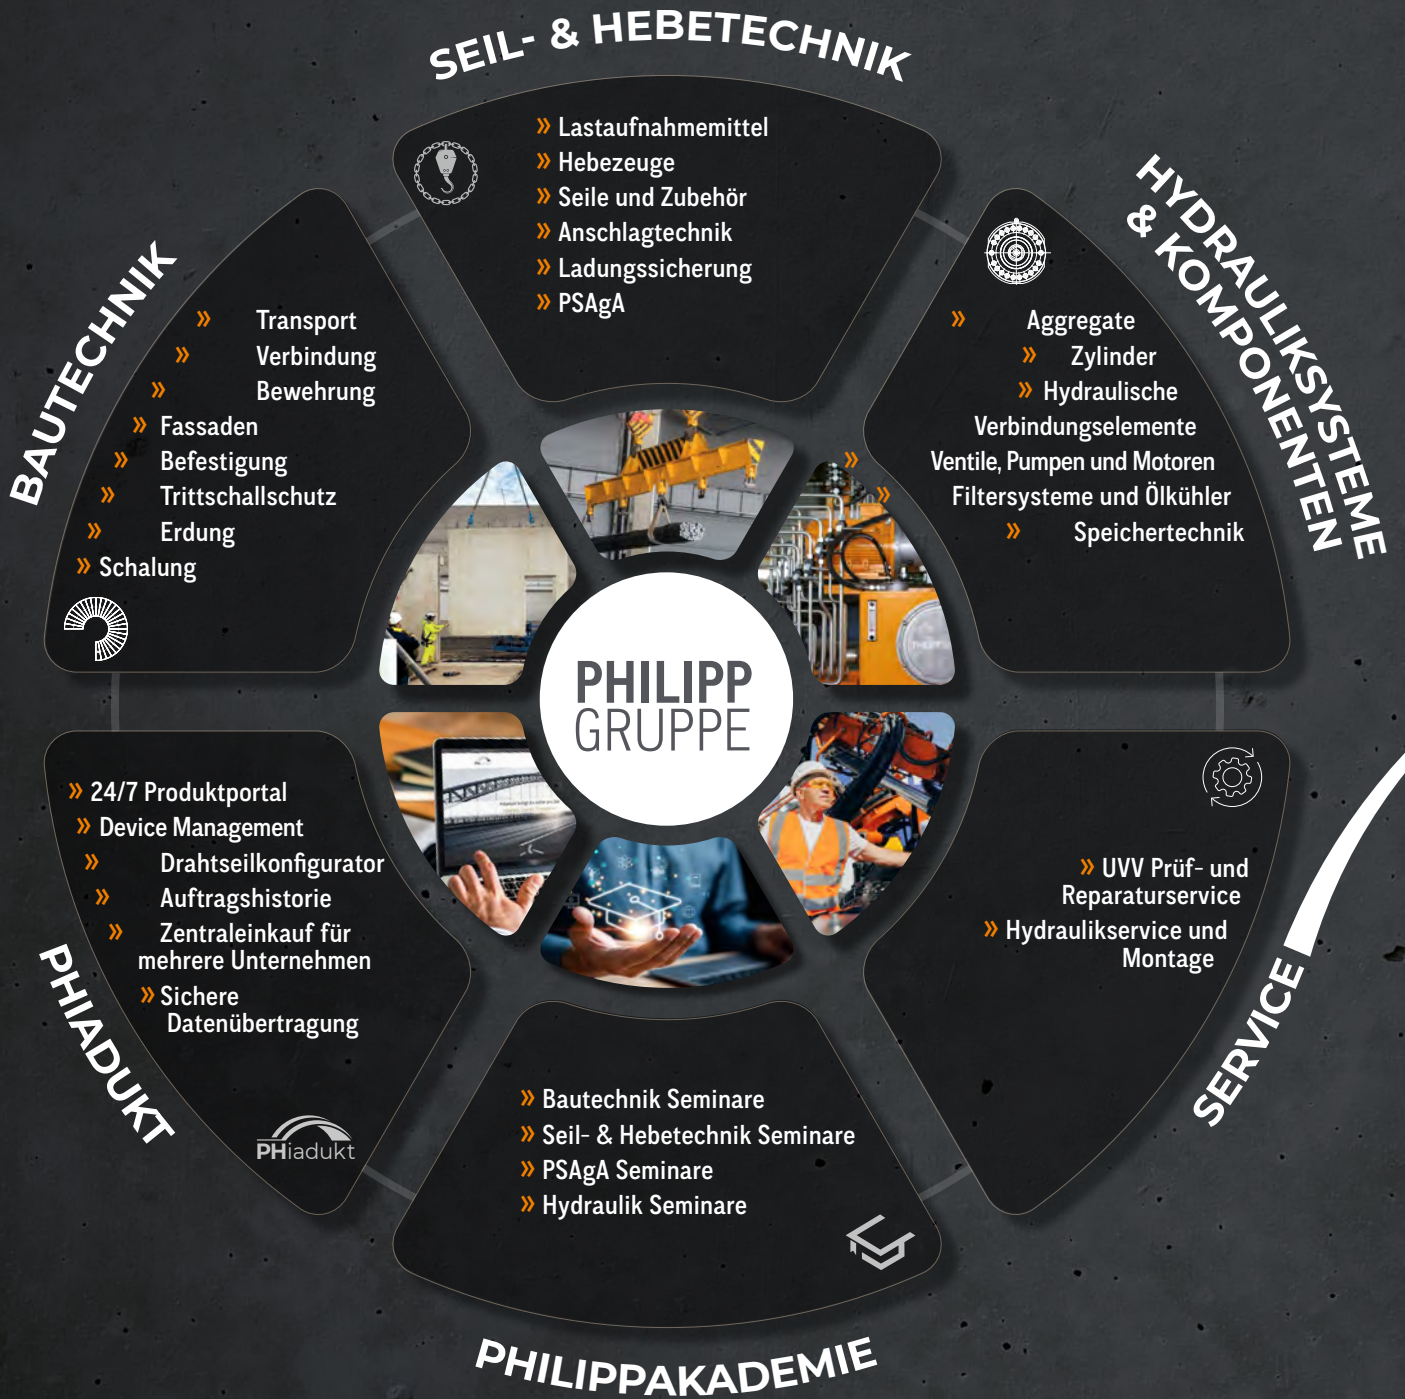 SEIL- & HEBETECHNIK
» Lastaufnahmemittel
» Hebezeuge
» Seile und Zubehör
» Anschlagtechnik
» Ladungssicherung
» PSAgA
HYDRAULIKSYSTEME
& KOMPONENTEN
» Aggregate
» Zylinder
» Hydraulische
Verbindungselemente
» Ventile, Pumpen und Motoren
» Filtersysteme und Ölkühler
» Speichertechnik
SERVICE
» UVV Prüf- und
Reparaturservice
» Hydraulikservice und
Montage
PHILIPPAKADEMIE
» Bautechnik Seminare
» Seil- & Hebetechnik Seminare
» PSAgA Seminare
» Hydraulik Seminare
PHIADUKT
» 24/7 Produktportal
» Device Management
» Drahtseilkonfigurator
» Auftragshistorie
» Zentraleinkauf für
mehrere Unternehmen
» Sichere
Datenübertragung
PHiadukt
BAUTECHNIK
» Transport
» Verbindung
» Bewehrung
» Fassaden
» Befestigung
» Trittschallschutz
» Erdung
» Schalung
PHILIPP
GRUPPE